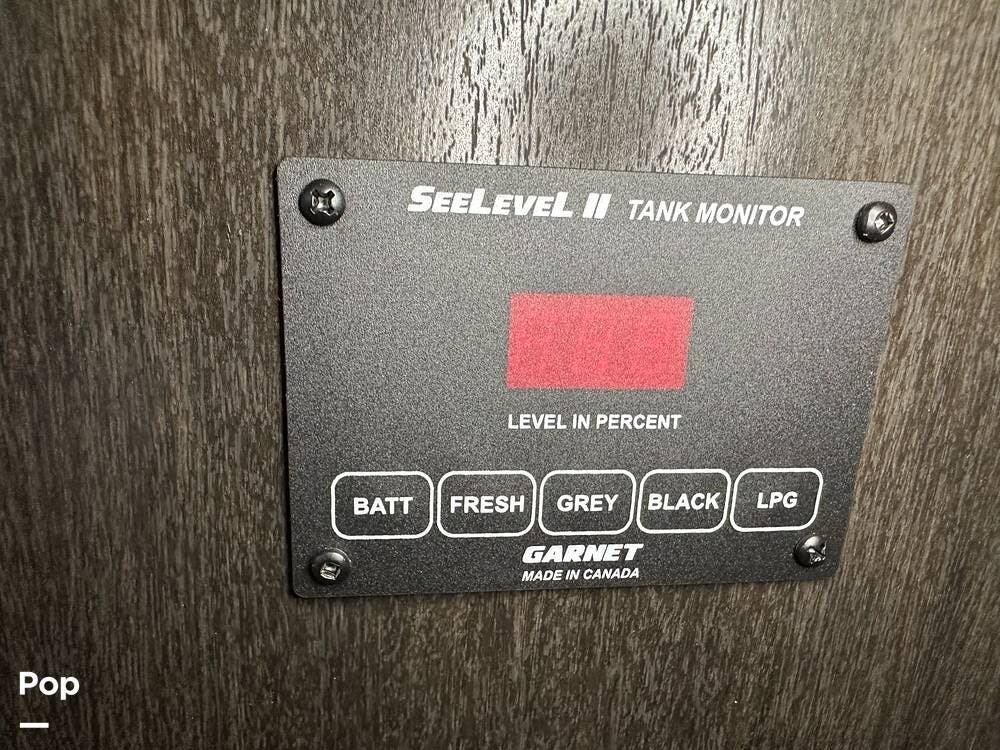 SEELEVEL II TANK MONITOR
LEVEL IN PERCENT
BATT FRESH GREY BLACK LPG
GARNET
MADE IN CANADA
Pop